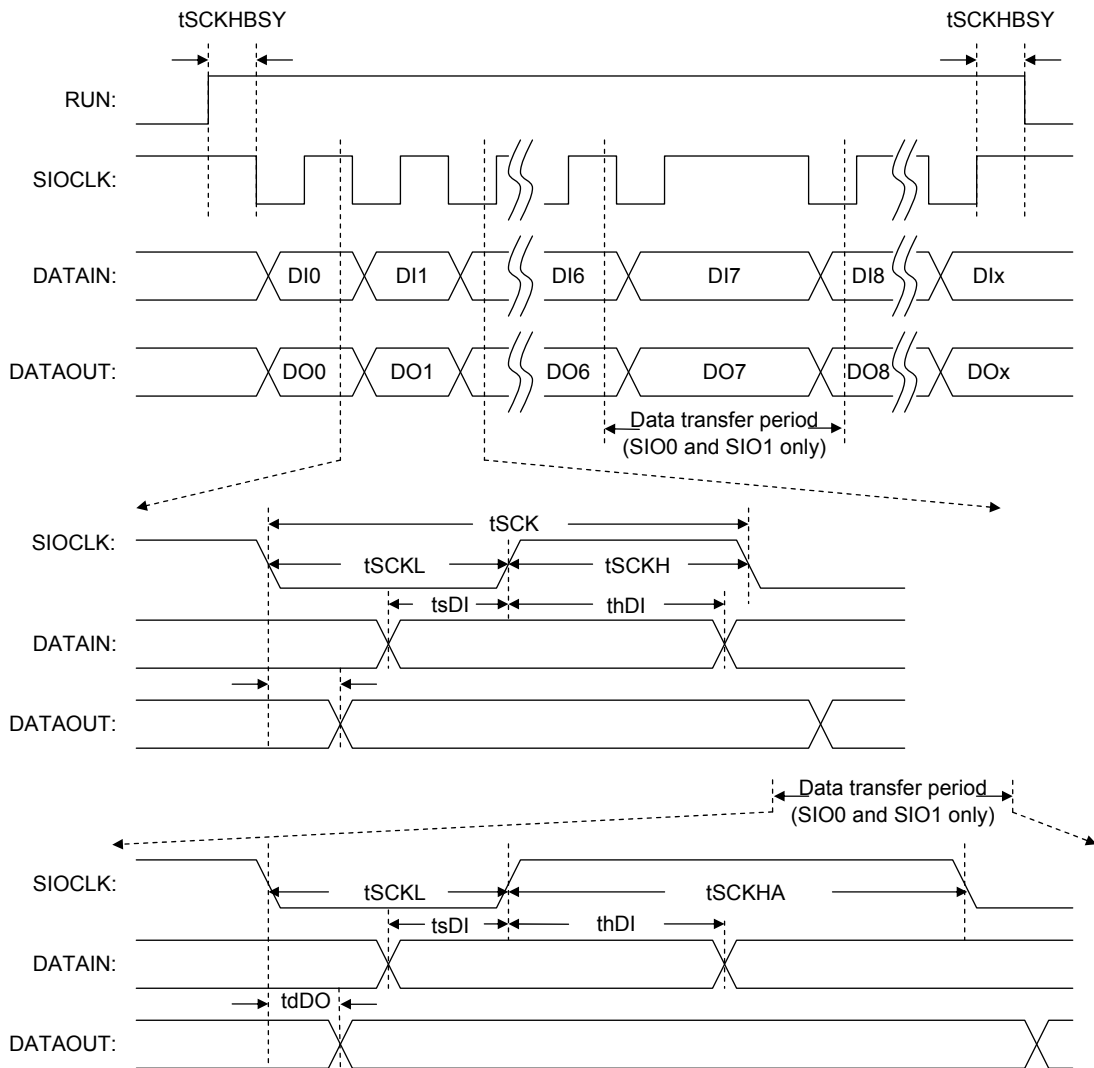 tSCKHBSY tSCKHBSY
RUN:
SIOCLK:
DATAIN: DI0 DI1 DI6 DI7 DI8 DIx
DATAOUT: DO0 DO1 DO6 DO7 DO8 DOx
Data transfer period
(SIO0 and SIO1 only)
tSCK
SIOCLK:
tSCKL tSCKH
tsDI thDI
DATAIN:
DATAOUT:
Data transfer period
(SIO0 and SIO1 only)
SIOCLK:
tSCKL tSCKHA
tsDI thDI
DATAIN:
tdDO
DATAOUT: